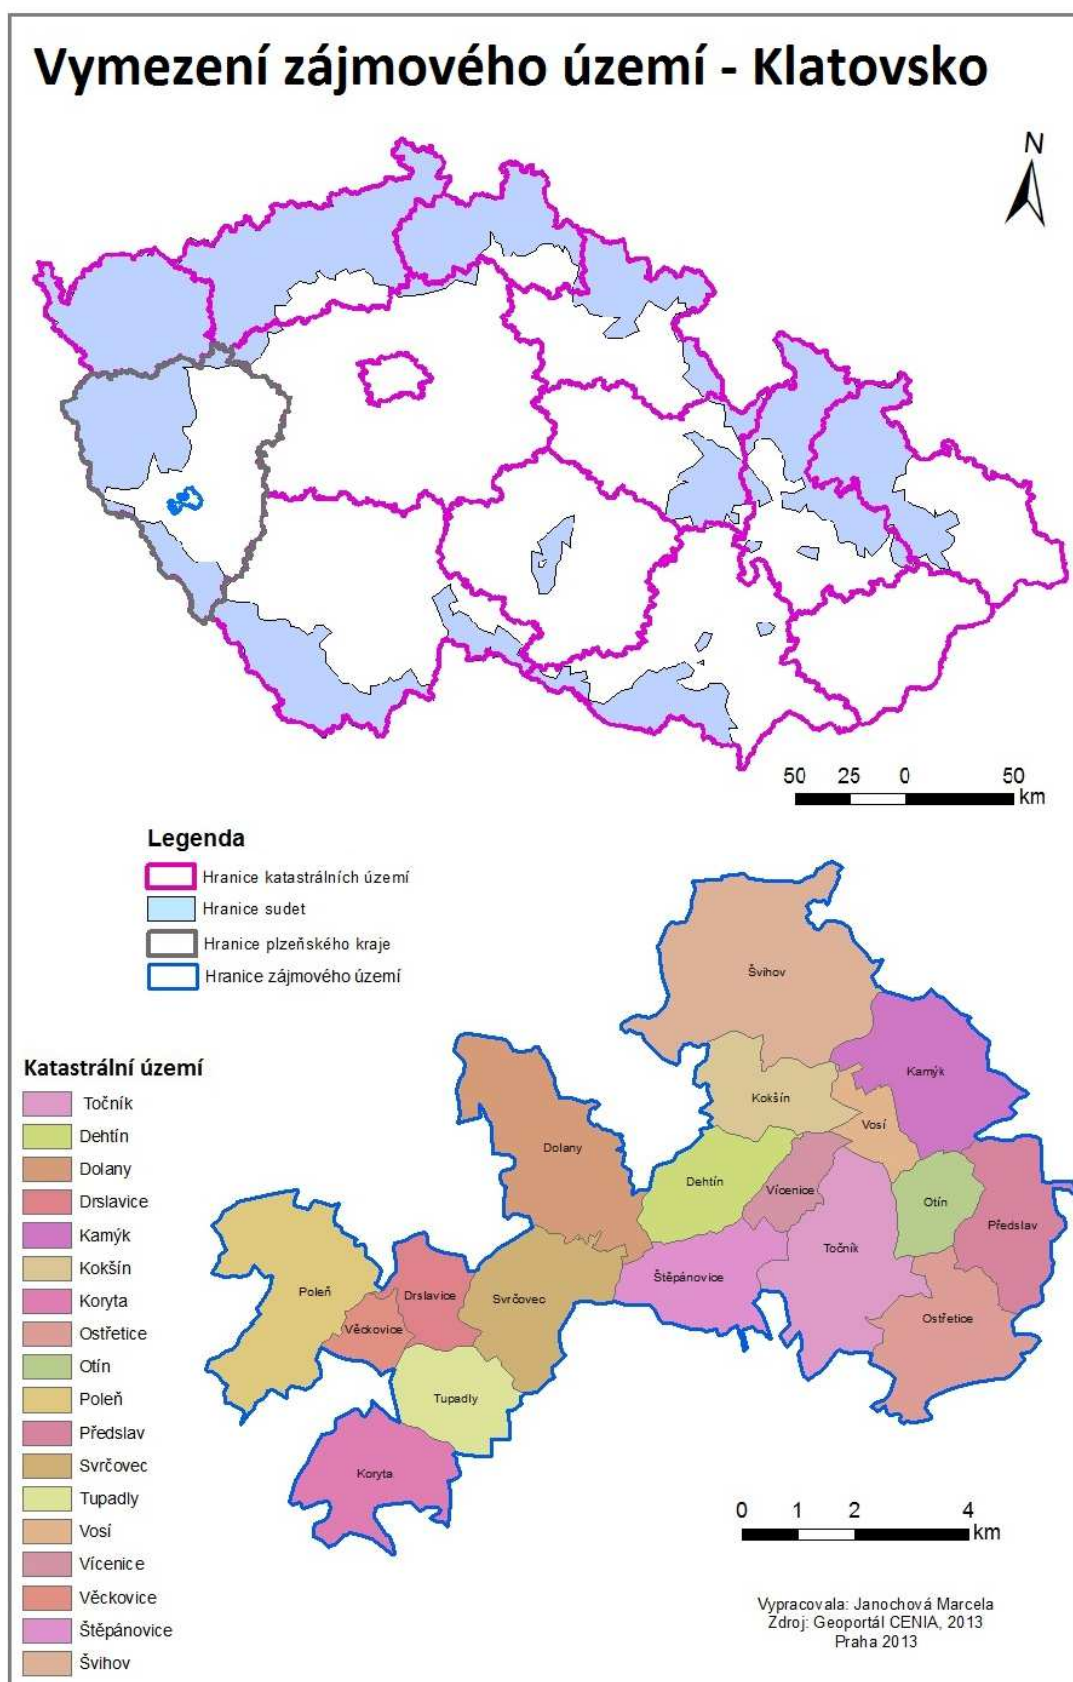 Vymezení zájmového území - Klatovsko
N
50 25 0 50
km
Legenda
Hranice katastrálních území
Hranice sudet
Hranice plzeňského kraje
Hranice zájmového území
Švihov
Kamýk
Kokšín
Vosí
Dolany
Dehtín
Vícenice
Otín
Předslav
Točník
Štěpánovice
Poleň
Drslavice
Svrčovec
Věckovice
Ostřetice
Tupadly
Koryta
Katastrální území
Točník
Dehtín
Dolany
Drslavice
Kamýk
Kokšín
Koryta
Ostřetice
Otín
Poleň
Předslav
Svrčovec
Tupadly
Vosí
Vícenice
Věckovice
Štěpánovice
Švihov
0 1 2 4
km
Vypracovala: Janochová Marcela
Zdroj: Geoportál CENIA, 2013
Praha 2013